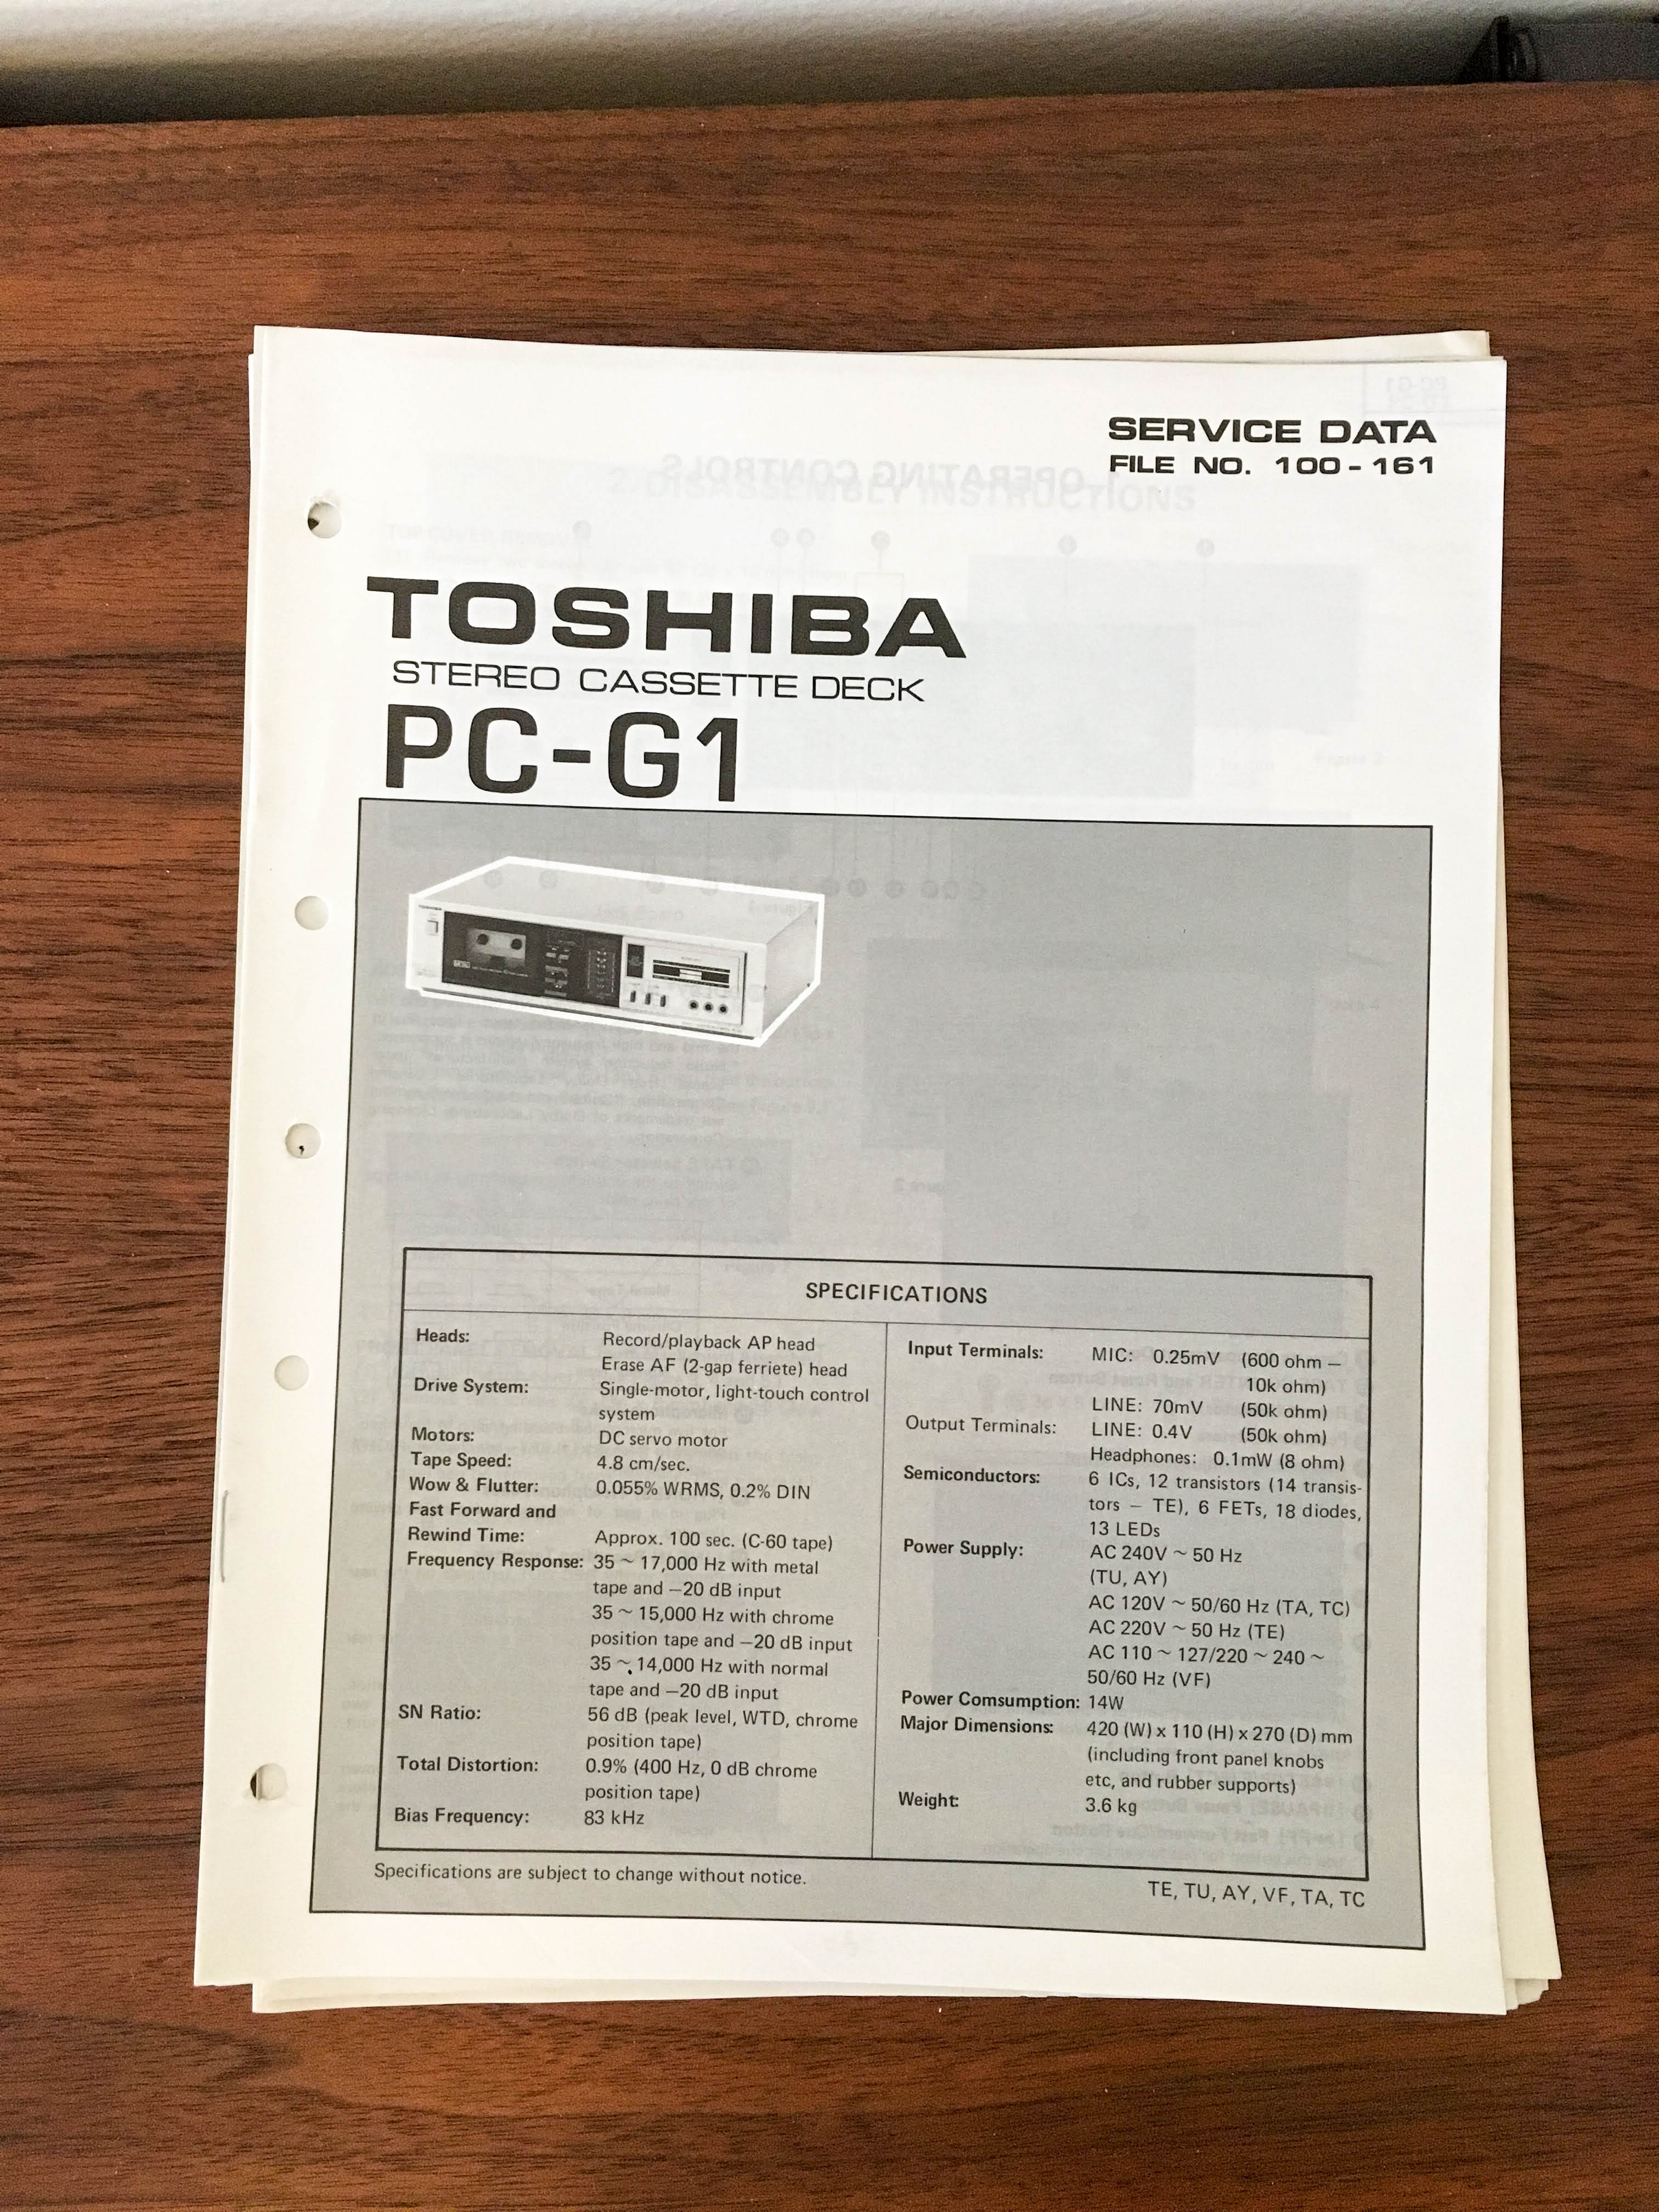 SERVICE DATA
FILE NO. 100-161
TOSHIBA
STEREO CASSETTE DECK
PC-G1
TOSHIBA
SPECIFICATIONS
Heads: Record/playback AP head
Erase AF (2-gap ferriete) head
Drive System: Single-motor, light-touch control
system
Motors: DC servo motor
Tape Speed: 4.8 cm/sec.
Wow & Flutter: 0.055% WRMS, 0.2% DIN
Fast Forward and
Rewind Time: Approx. 100 sec. (C-60 tape)
Frequency Response: 35 ~ 17,000 Hz with metal
tape and −20 dB input
35 ~ 15,000 Hz with chrome
position tape and −20 dB input
35 ~ 14,000 Hz with normal
tape and −20 dB input
SN Ratio: 56 dB (peak level, WTD, chrome
position tape)
Total Distortion: 0.9% (400 Hz, 0 dB chrome
position tape)
Bias Frequency: 83 kHz
Input Terminals: MIC: 0.25mV (600 ohm —
10k ohm)
LINE: 70mV (50k ohm)
Output Terminals: LINE: 0.4V (50k ohm)
Headphones: 0.1mW (8 ohm)
Semiconductors: 6 ICs, 12 transistors (14 transis-
tors — TE), 6 FETs, 18 diodes,
13 LEDs
Power Supply: AC 240V ~ 50 Hz
(TU, AY)
AC 120V ~ 50/60 Hz (TA, TC)
AC 220V ~ 50 Hz (TE)
AC 110 ~ 127/220 ~ 240 ~
50/60 Hz (VF)
Power Comsumption: 14W
Major Dimensions: 420 (W) x 110 (H) x 270 (D) mm
(including front panel knobs
etc, and rubber supports)
Weight: 3.6 kg
Specifications are subject to change without notice.
TE, TU, AY, VF, TA, TC